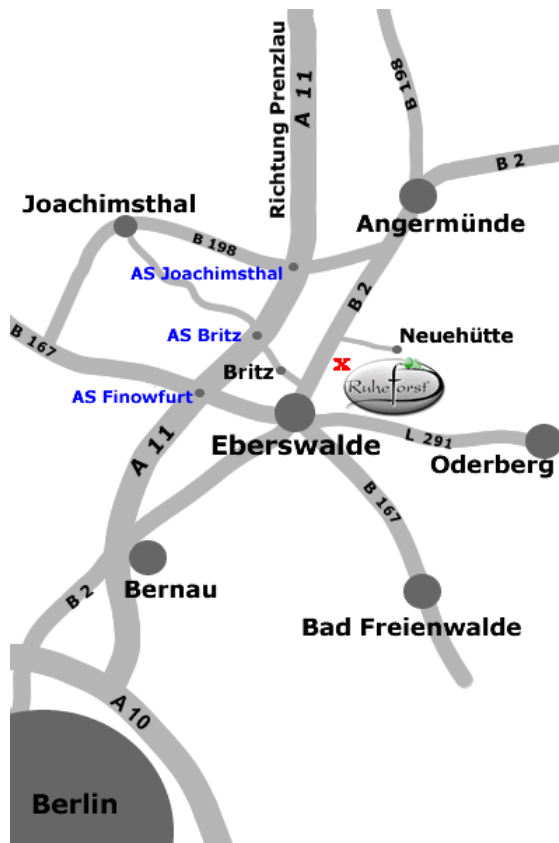 Richtung Prenzlau
A 11
B 198
B 2
Joachimsthal
Angermünde
B 198
AS Joachimsthal
B 2
B 167
AS Britz
Neuehütte
Britz
x
Ruheforst
AS Finowfurt
Eberswalde
A 11
L 291
Oderberg
B 167
Bernau
B 2
Bad Freienwalde
A 10
Berlin